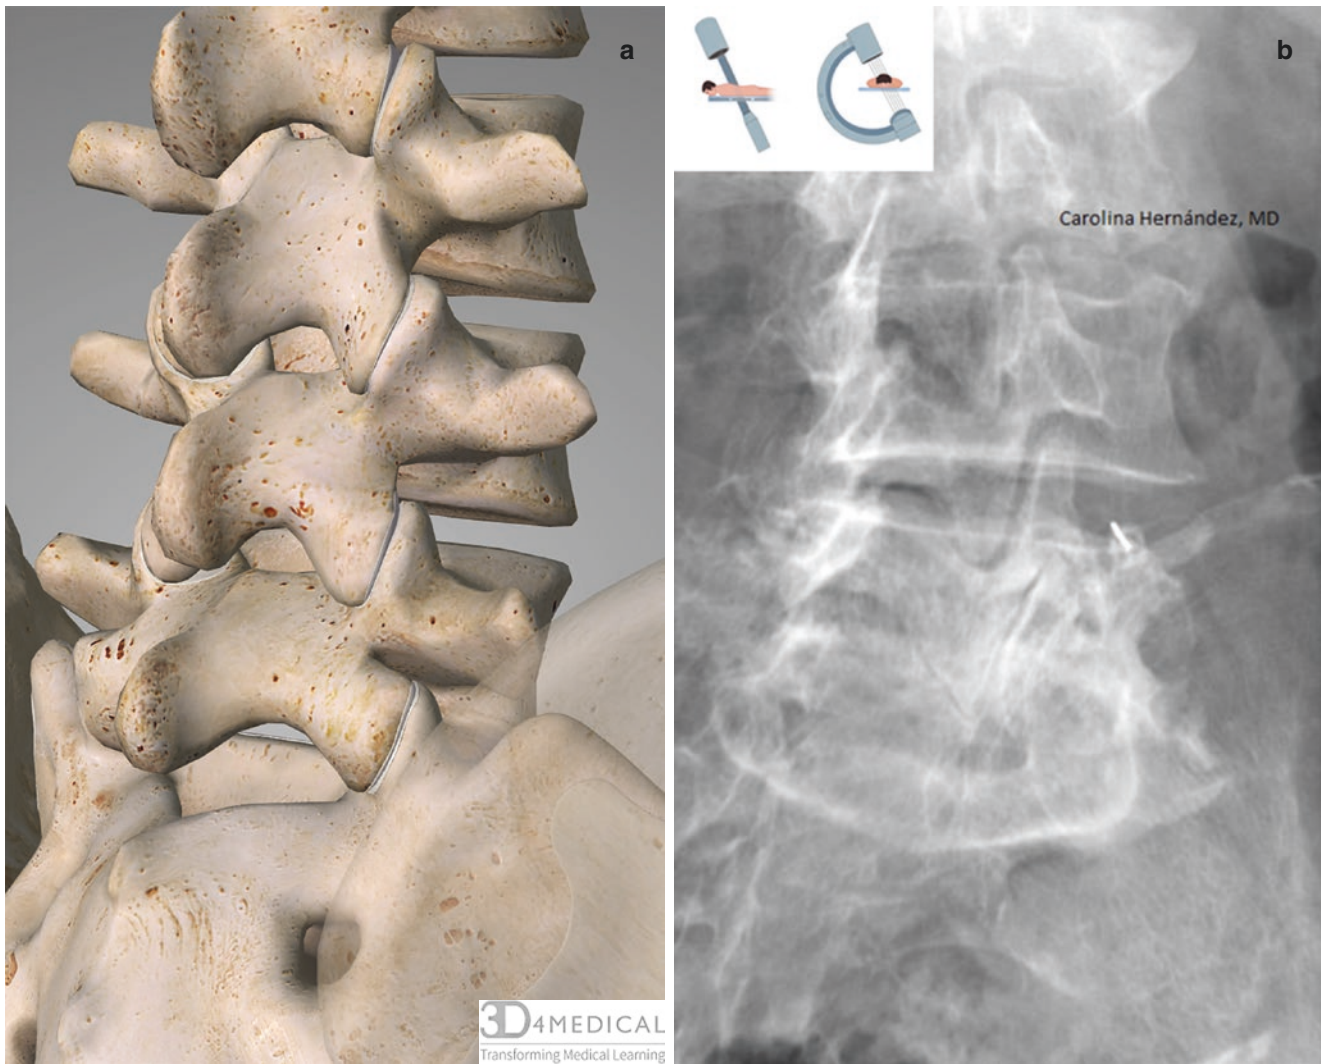 a
b
Carolina Hernández, MD
3D4MEDICAL
Transforming Medical Learning